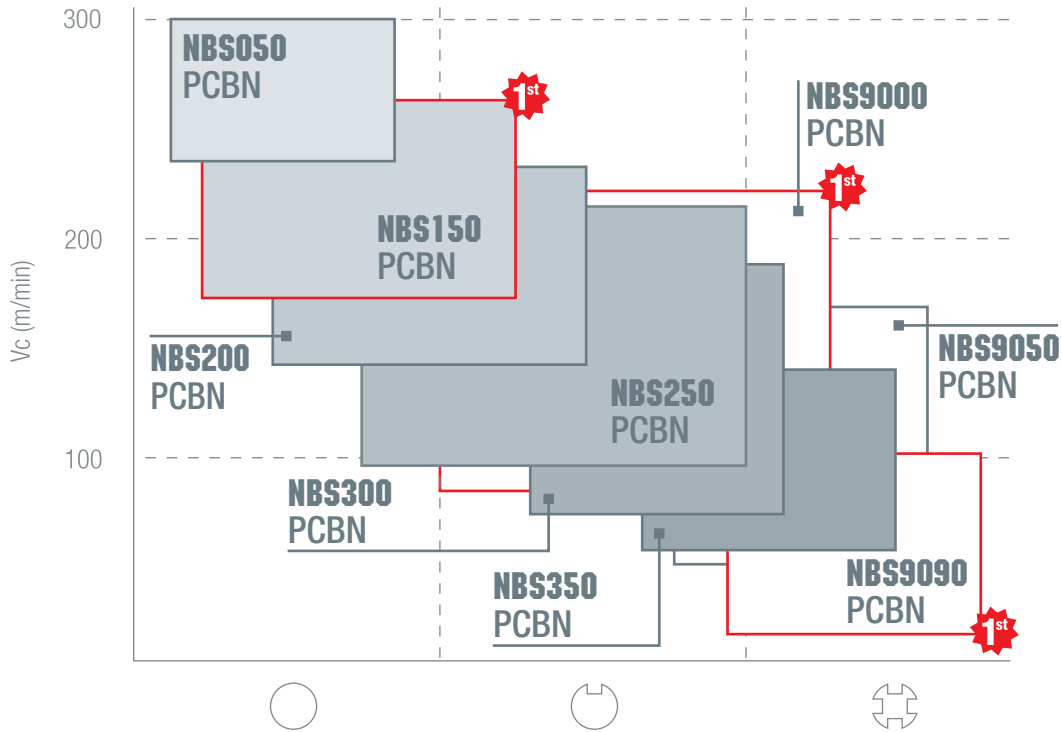 300
200
100
Vc (m/min)
NBS050
PCBN
1st
NBS9000
PCBN
1st
NBS150
PCBN
NBS200
PCBN
NBS9050
PCBN
NBS250
PCBN
NBS300
PCBN
NBS350
PCBN
NBS9090
PCBN
1st